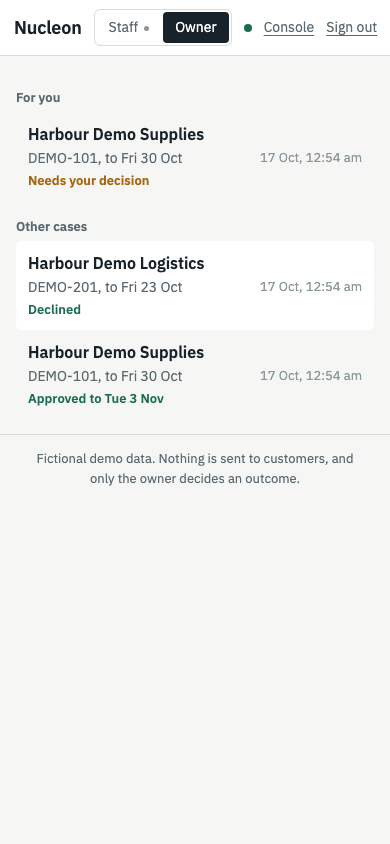 Nucleon Staff Owner Console Sign out
For you
Harbour Demo Supplies
DEMO-101, to Fri 30 Oct 17 Oct, 12:54 am
Needs your decision
Other cases
Harbour Demo Logistics
DEMO-201, to Fri 23 Oct 17 Oct, 12:54 am
Declined
Harbour Demo Supplies
DEMO-101, to Fri 30 Oct 17 Oct, 12:54 am
Approved to Tue 3 Nov
Fictional demo data. Nothing is sent to customers, and
only the owner decides an outcome.